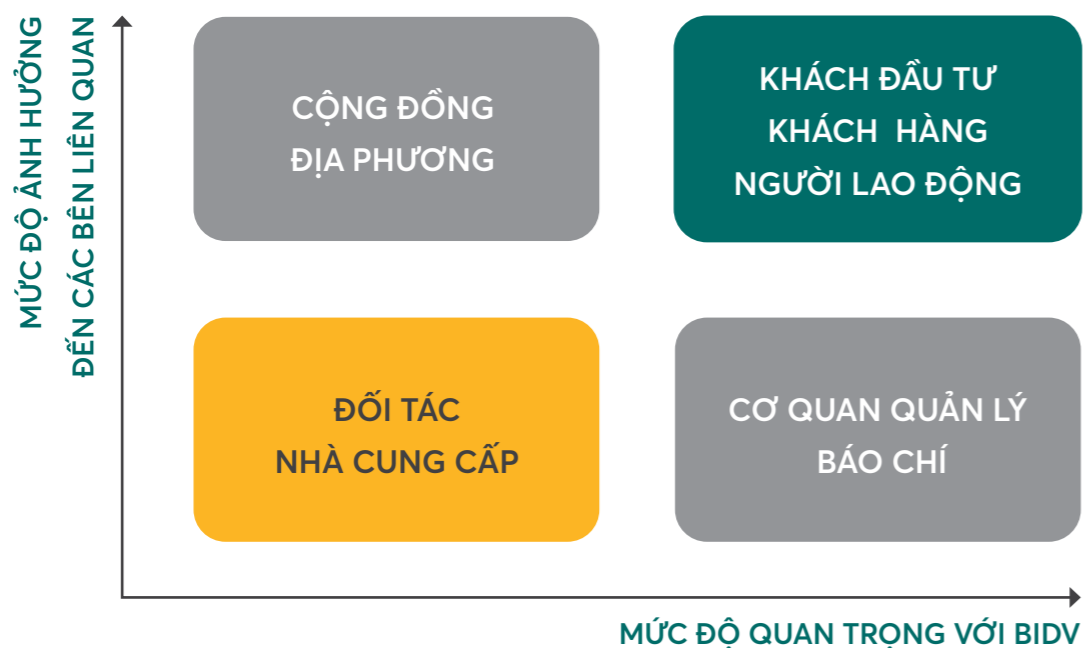 MỨC ĐỘ ẢNH HƯỞNG
ĐẾN CÁC BÊN LIÊN QUAN
CỘNG ĐỒNG
ĐỊA PHƯƠNG
KHÁCH ĐẦU TƯ
KHÁCH HÀNG
NGƯỜI LAO ĐỘNG
ĐỐI TÁC
NHÀ CUNG CẤP
CƠ QUAN QUẢN LÝ
BÁO CHÍ
MỨC ĐỘ QUAN TRỌNG VỚI BIDV